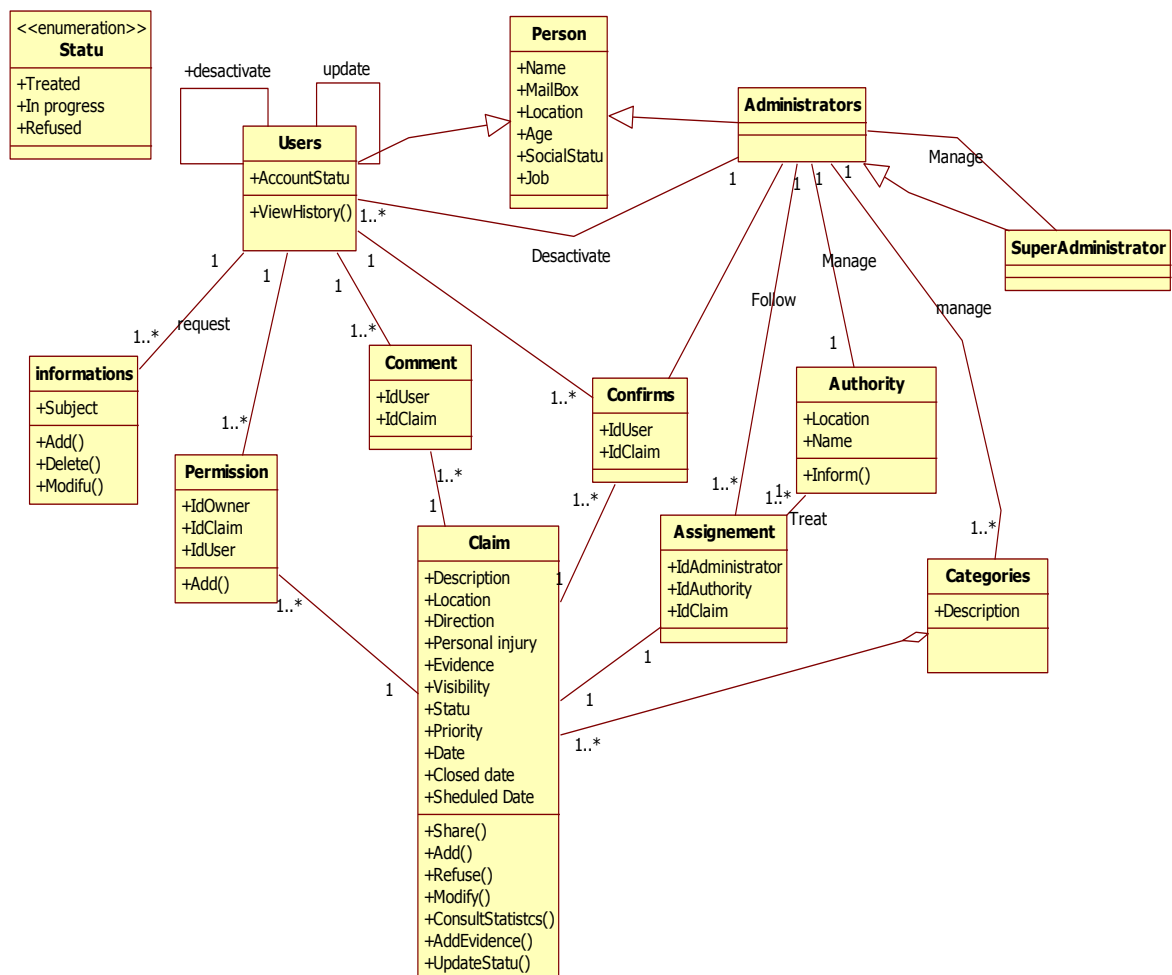 <<enumeration>>
Statu
+Treated
+In progress
+Refused
+desactivate
update
Users
+AccountStatu
+ViewHistory()
Person
+Name
+MailBox
+Location
+Age
+SocialStatu
+Job
Administrators
Manage
SuperAdministrator
1..*
Desactivate
1
1
1
1
1
1
1
1
1
request
1..*
informations
+Subject
+Add()
+Delete()
+Modifu()
1..*
Permission
+IdOwner
+IdClaim
+IdUser
+Add()
1..*
1
1..*
Comment
+IdUser
+IdClaim
1..*
1
1..*
Confirms
+IdUser
+IdClaim
1..*
1
Follow
1..*
Manage
1
Authority
+Location
+Name
+Inform()
1
1..*
Treat
Assignement
+IdAdministrator
+IdAuthority
+IdClaim
1
1
manage
1..*
Categories
+Description
1..*
Claim
+Description
+Location
+Direction
+Personal injury
+Evidence
+Visibility
+Statu
+Priority
+Date
+Closed date
+Sheduled Date
+Share()
+Add()
+Refuse()
+Modify()
+ConsultStatistcs()
+AddEvidence()
+UpdateStatu()